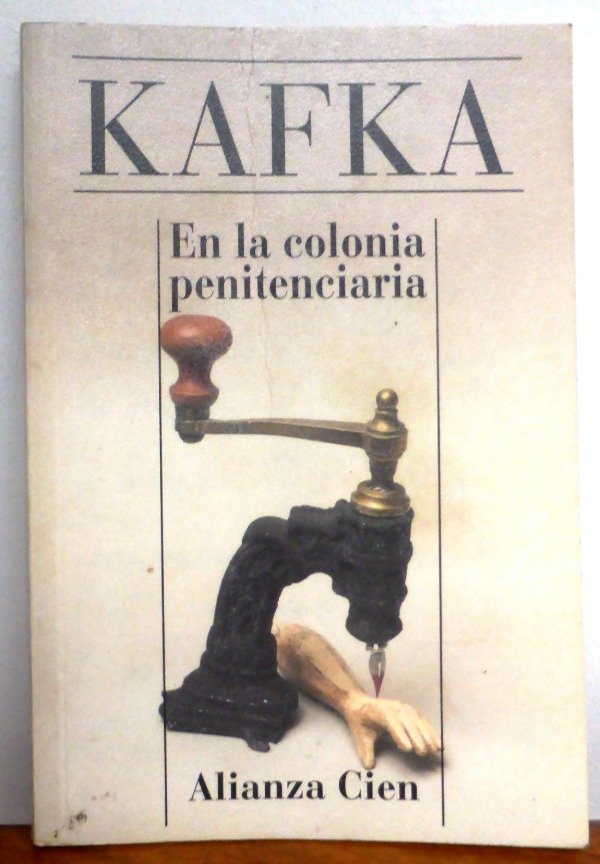 KAFKA
En la colonia
penitenciaria
Alianza Cien